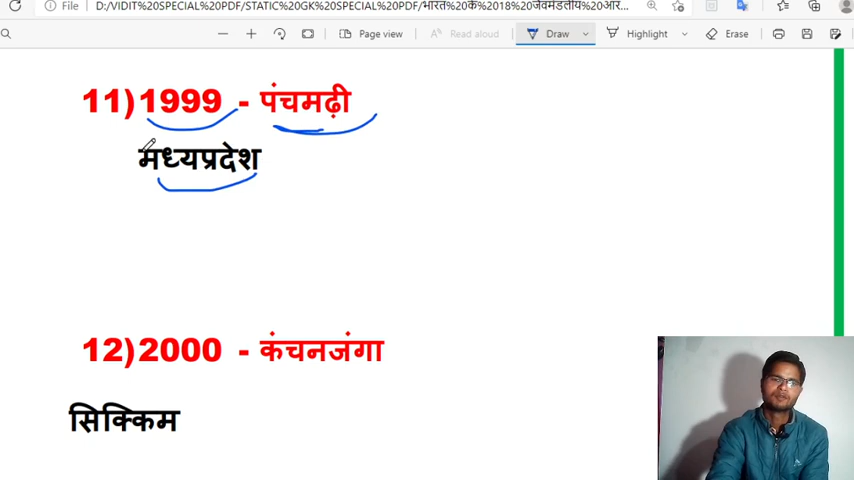 File
D:/VIDIT%20SPECIAL%20PDF/STATIC%20GK%20SPECIAL%20PDF/भारत%20के%2018%20जैवमंडलीय%20आर...
Page view
Read aloud
Draw
Highlight
Erase
11) 1999 - पंचमढ़ी
मध्यप्रदेश
12) 2000 - कंचनजंगा
सिक्किम